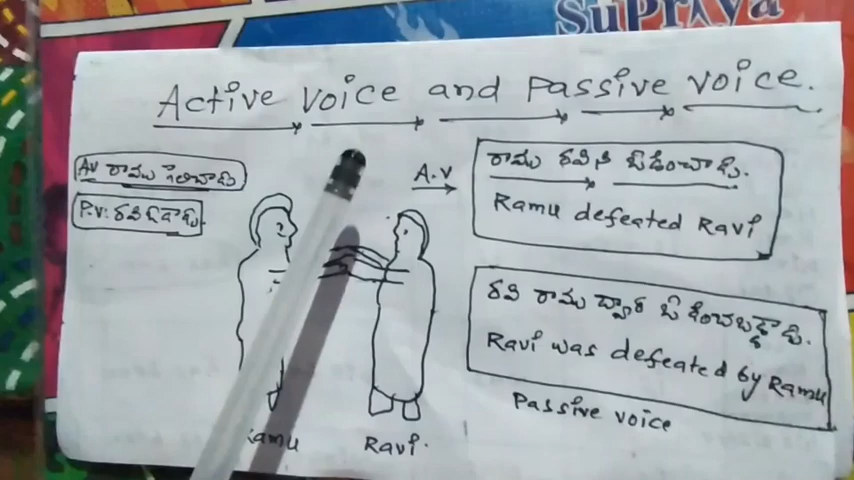 SuPrAya
Active voice and Passive voice.
AV రాము గెలిచాడు
P.V: రవి ఓడాడు
A.V
రాము రవిని ఓడించాడు.
Ramu defeated Ravi
రవి రాము ద్వార ఓడించబడ్డాడు.
Ravi was defeated by Ramu
Passive voice
Ramu
Ravi.